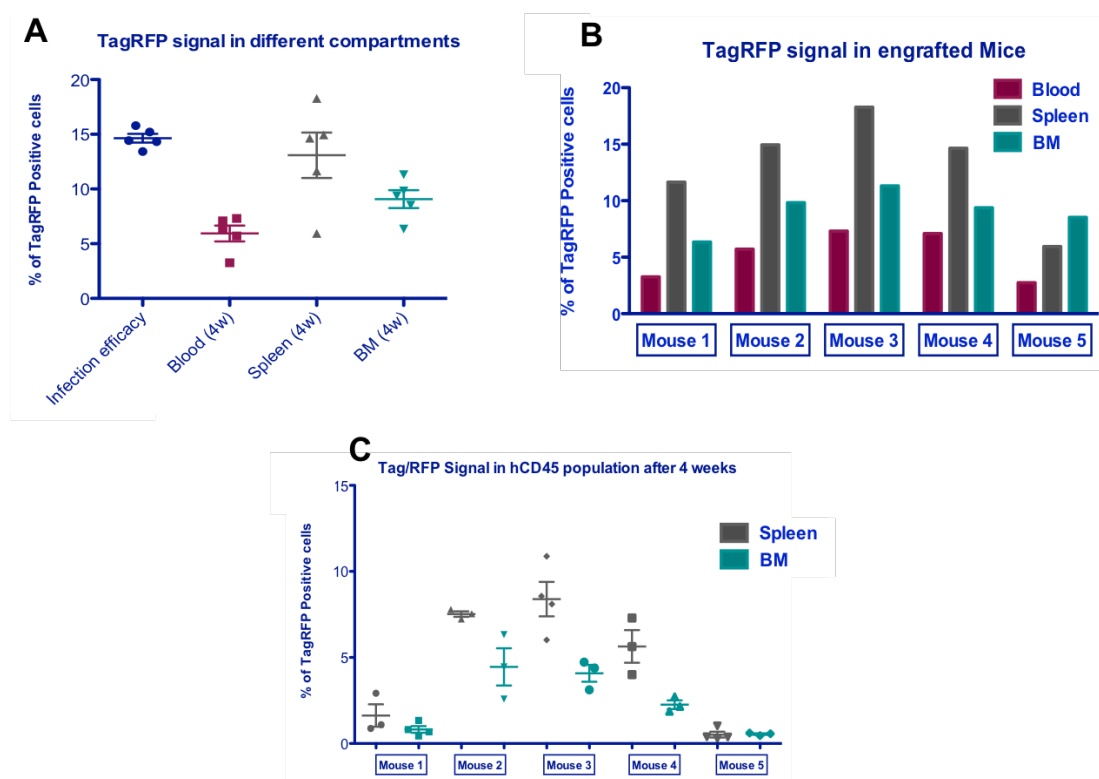 A
TagRFP signal in different compartments
% of TagRFP Positive cells
20
15
10
5
0
Infection efficacy
Blood (4w)
Spleen (4w)
BM (4w)
B
TagRFP signal in engrafted Mice
% of TagRFP Positive cells
20
15
10
5
0
Blood
Spleen
BM
Mouse 1
Mouse 2
Mouse 3
Mouse 4
Mouse 5
C
Tag/RFP Signal in hCD45 population after 4 weeks
% of TagRFP Positive cells
15
10
5
0
Spleen
BM
Mouse 1
Mouse 2
Mouse 3
Mouse 4
Mouse 5